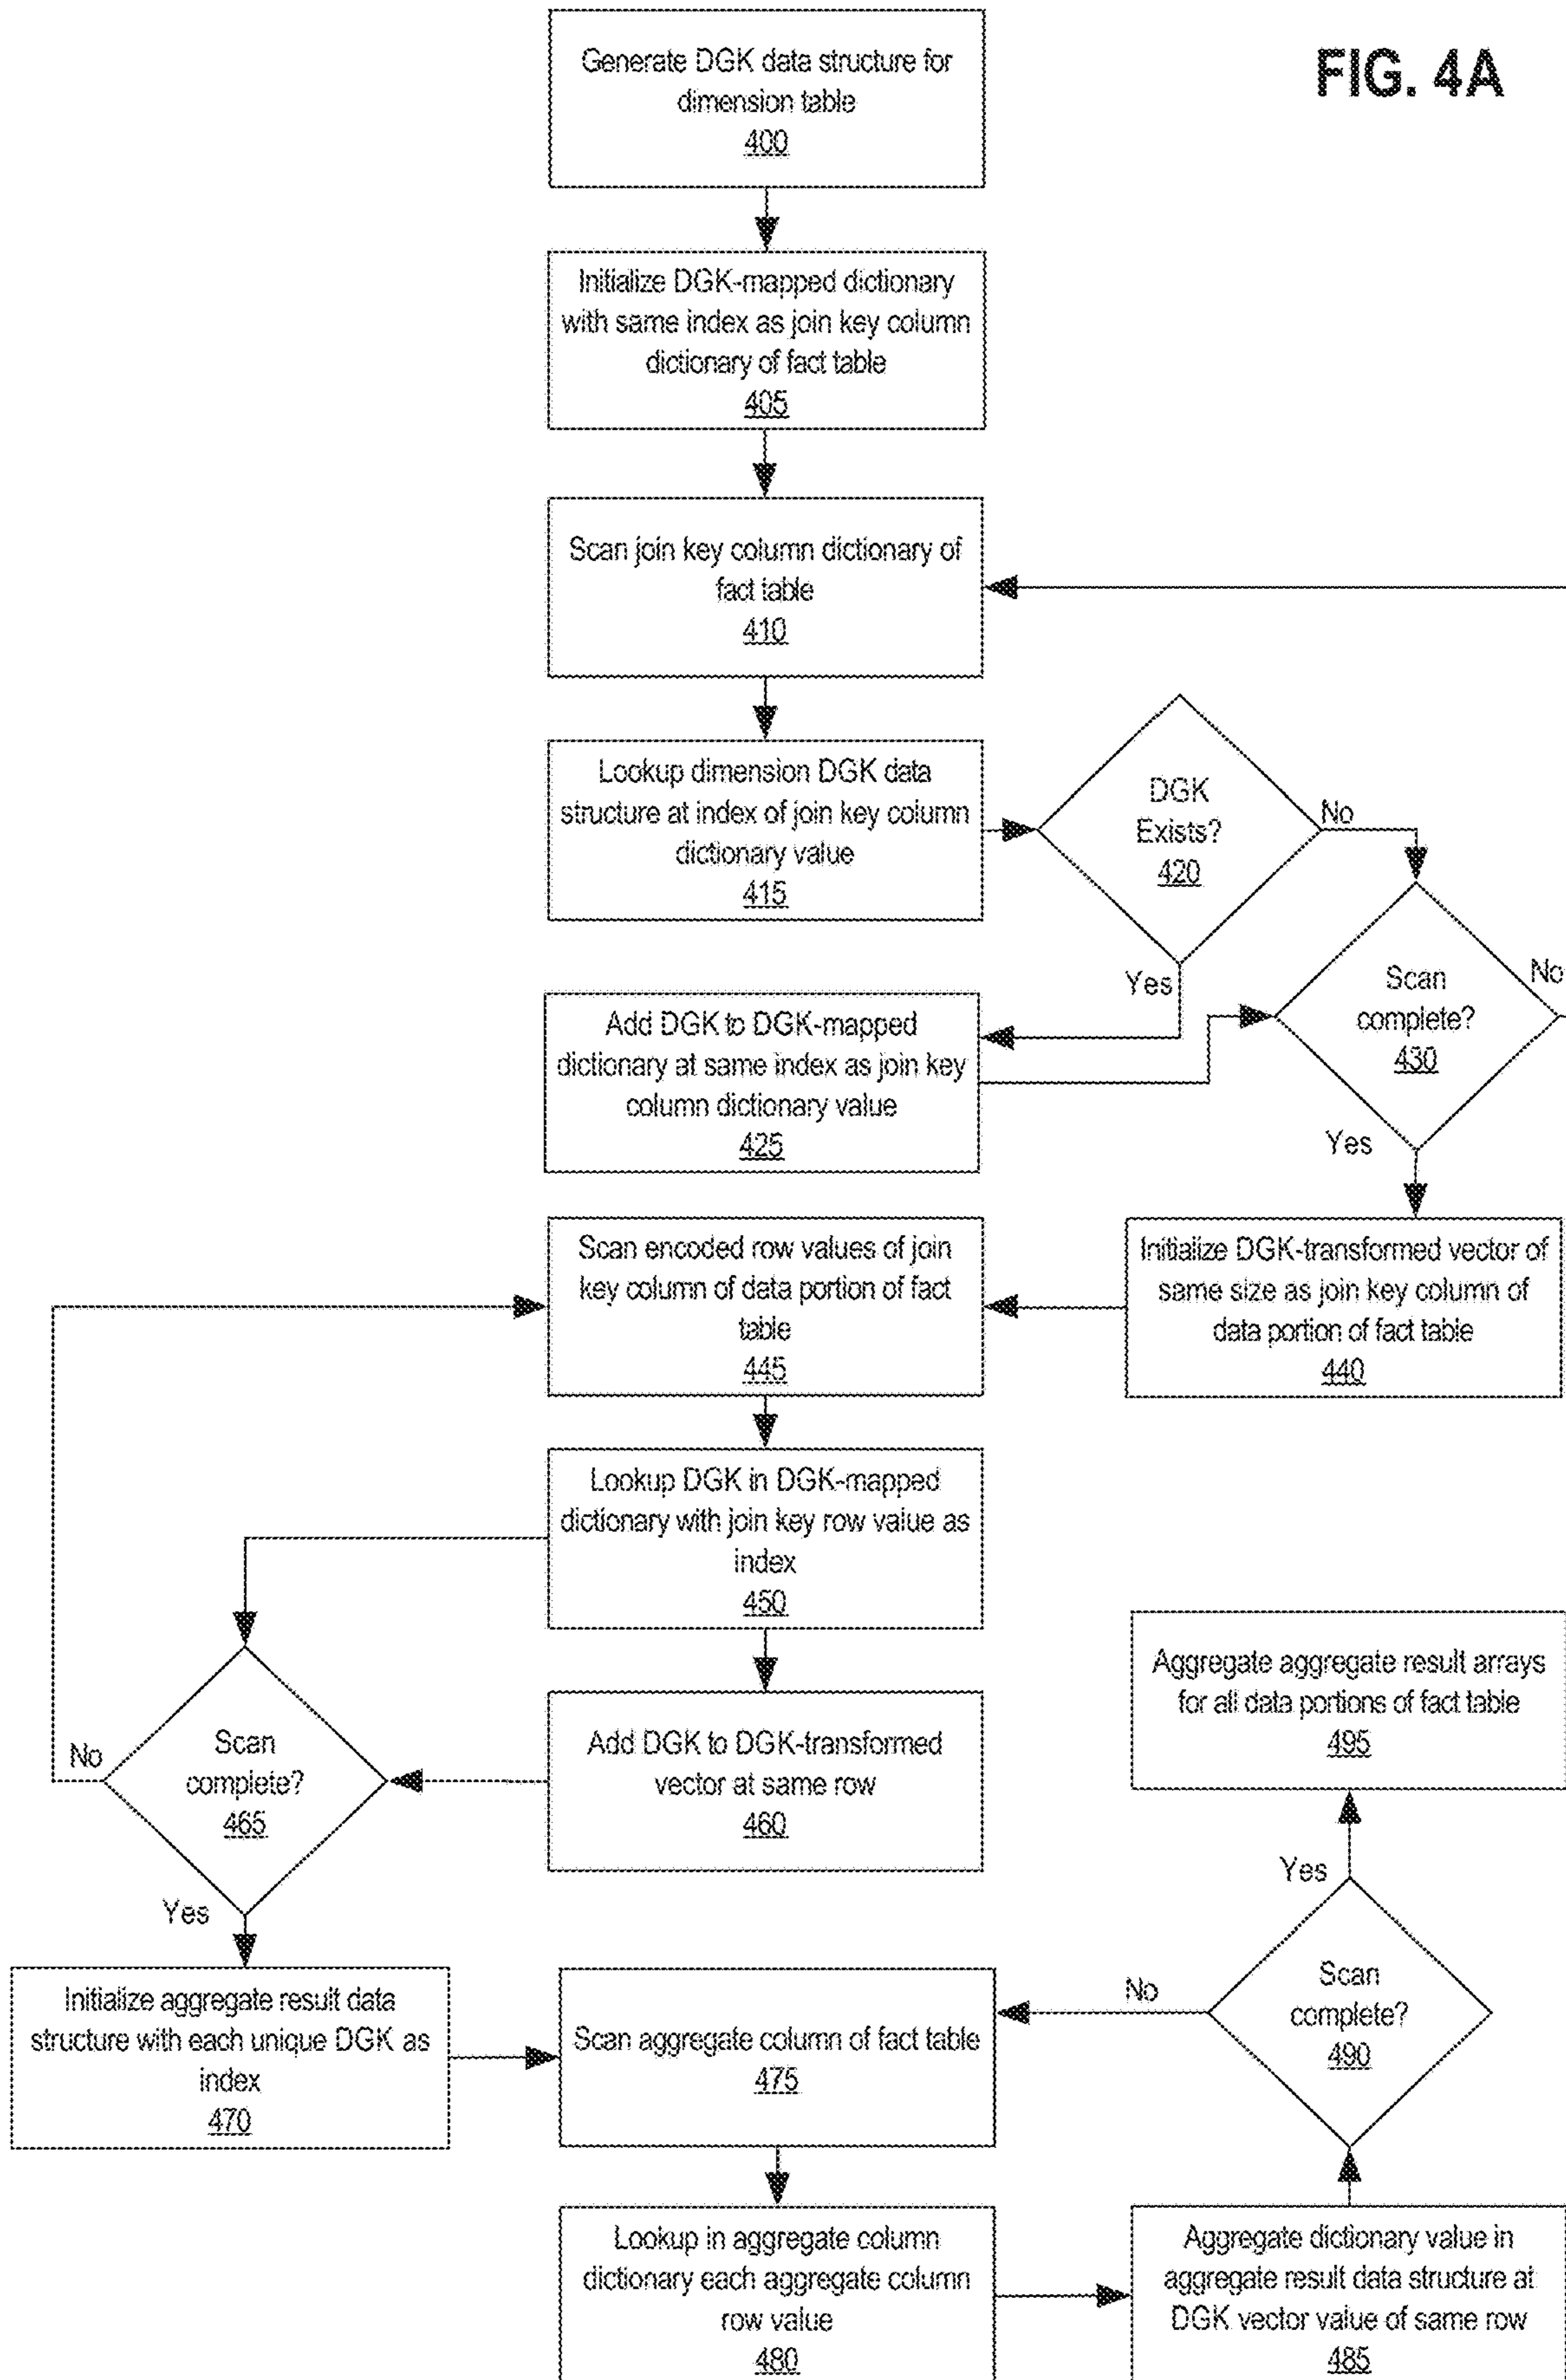 FIG. 4A
Generate DGK data structure for
dimension table
400
Initialize DGK-mapped dictionary
with same index as join key column
dictionary of fact table
405
Scan join key column dictionary of
fact table
410
Lookup dimension DGK data
structure at index of join key column
dictionary value
415
DGK
Exists?
420
No
Yes
Add DGK to DGK-mapped
dictionary at same index as join key
column dictionary value
425
Scan
complete?
430
No
Yes
Initialize DGK-transformed vector of
same size as join key column of
data portion of fact table
440
Scan encoded row values of join
key column of data portion of fact
table
445
Lookup DGK in DGK-mapped
dictionary with join key row value as
index
450
Add DGK to DGK-transformed
vector at same row
460
Scan
complete?
465
No
Yes
Initialize aggregate result data
structure with each unique DGK as
index
470
Scan aggregate column of fact table
475
Lookup in aggregate column
dictionary each aggregate column
row value
480
Aggregate dictionary value in
aggregate result data structure at
DGK vector value of same row
485
Scan
complete?
490
No
Yes
Aggregate aggregate result arrays
for all data portions of fact table
495